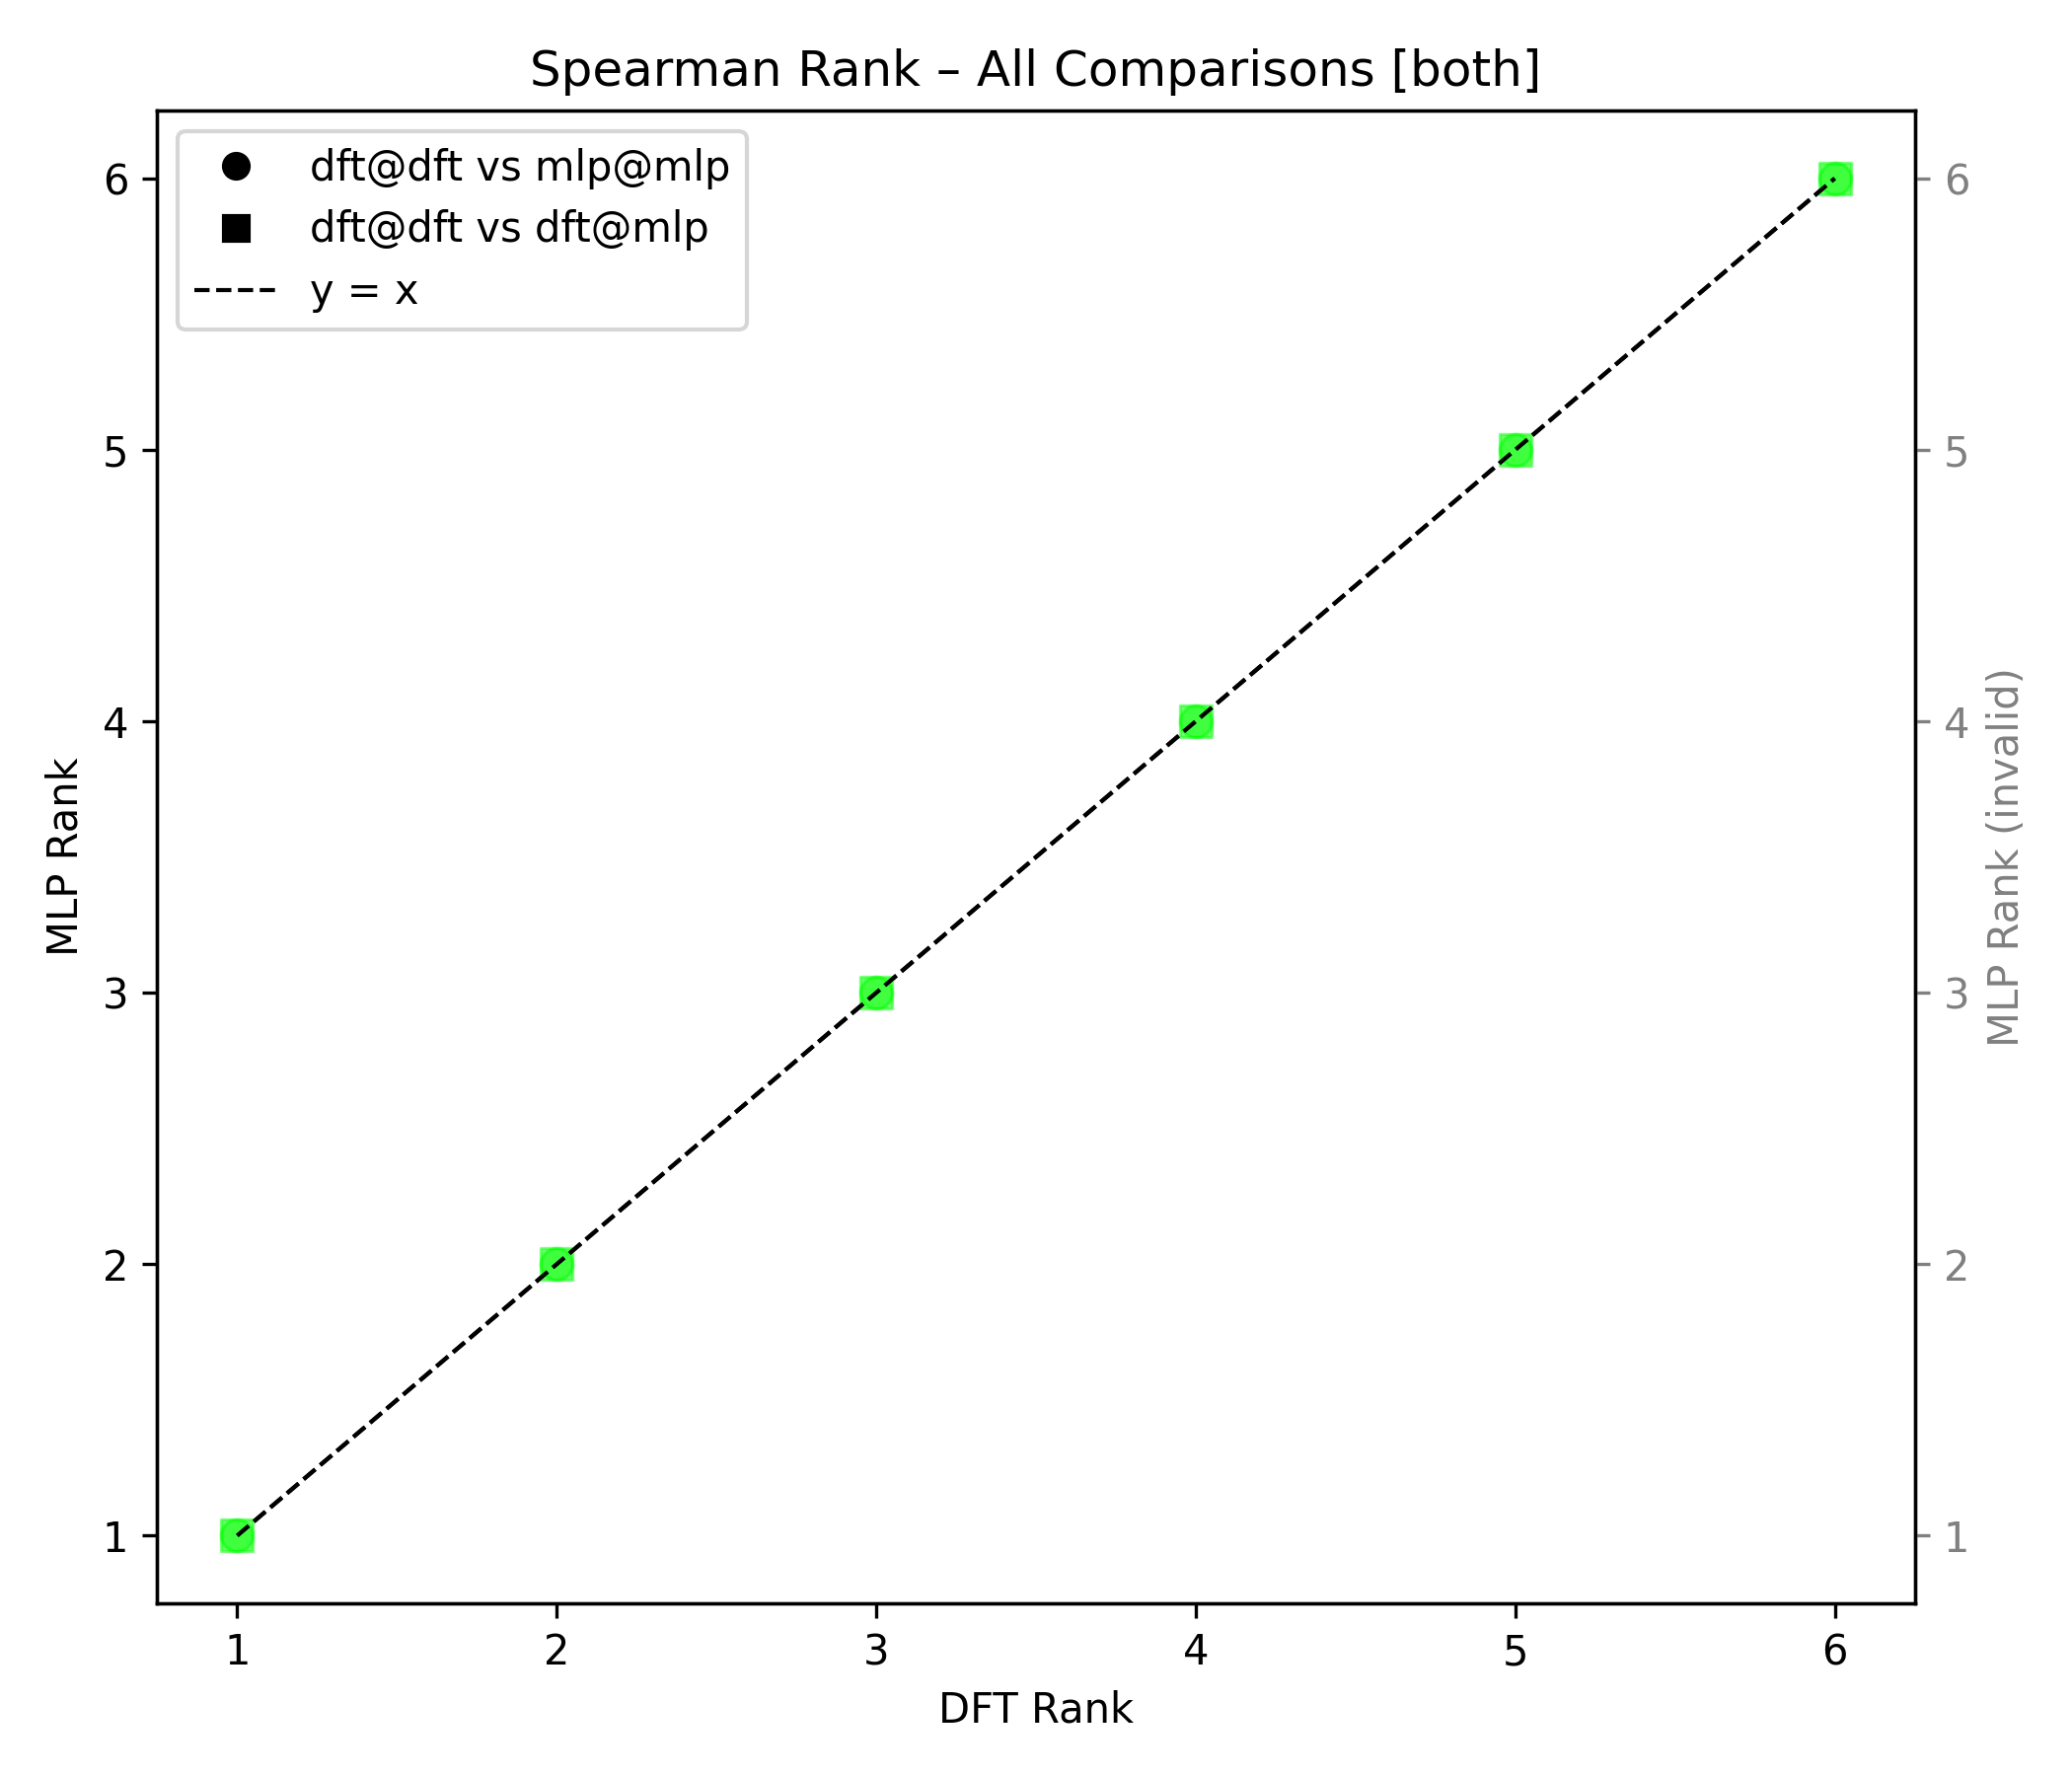 Spearman Rank – All Comparisons [both]
dft@dft vs mlp@mlp
dft@dft vs dft@mlp
y = x
MLP Rank
6
5
4
3
2
1
6
5
4
3
2
1
MLP Rank (invalid)
1 2 3 4 5 6
DFT Rank